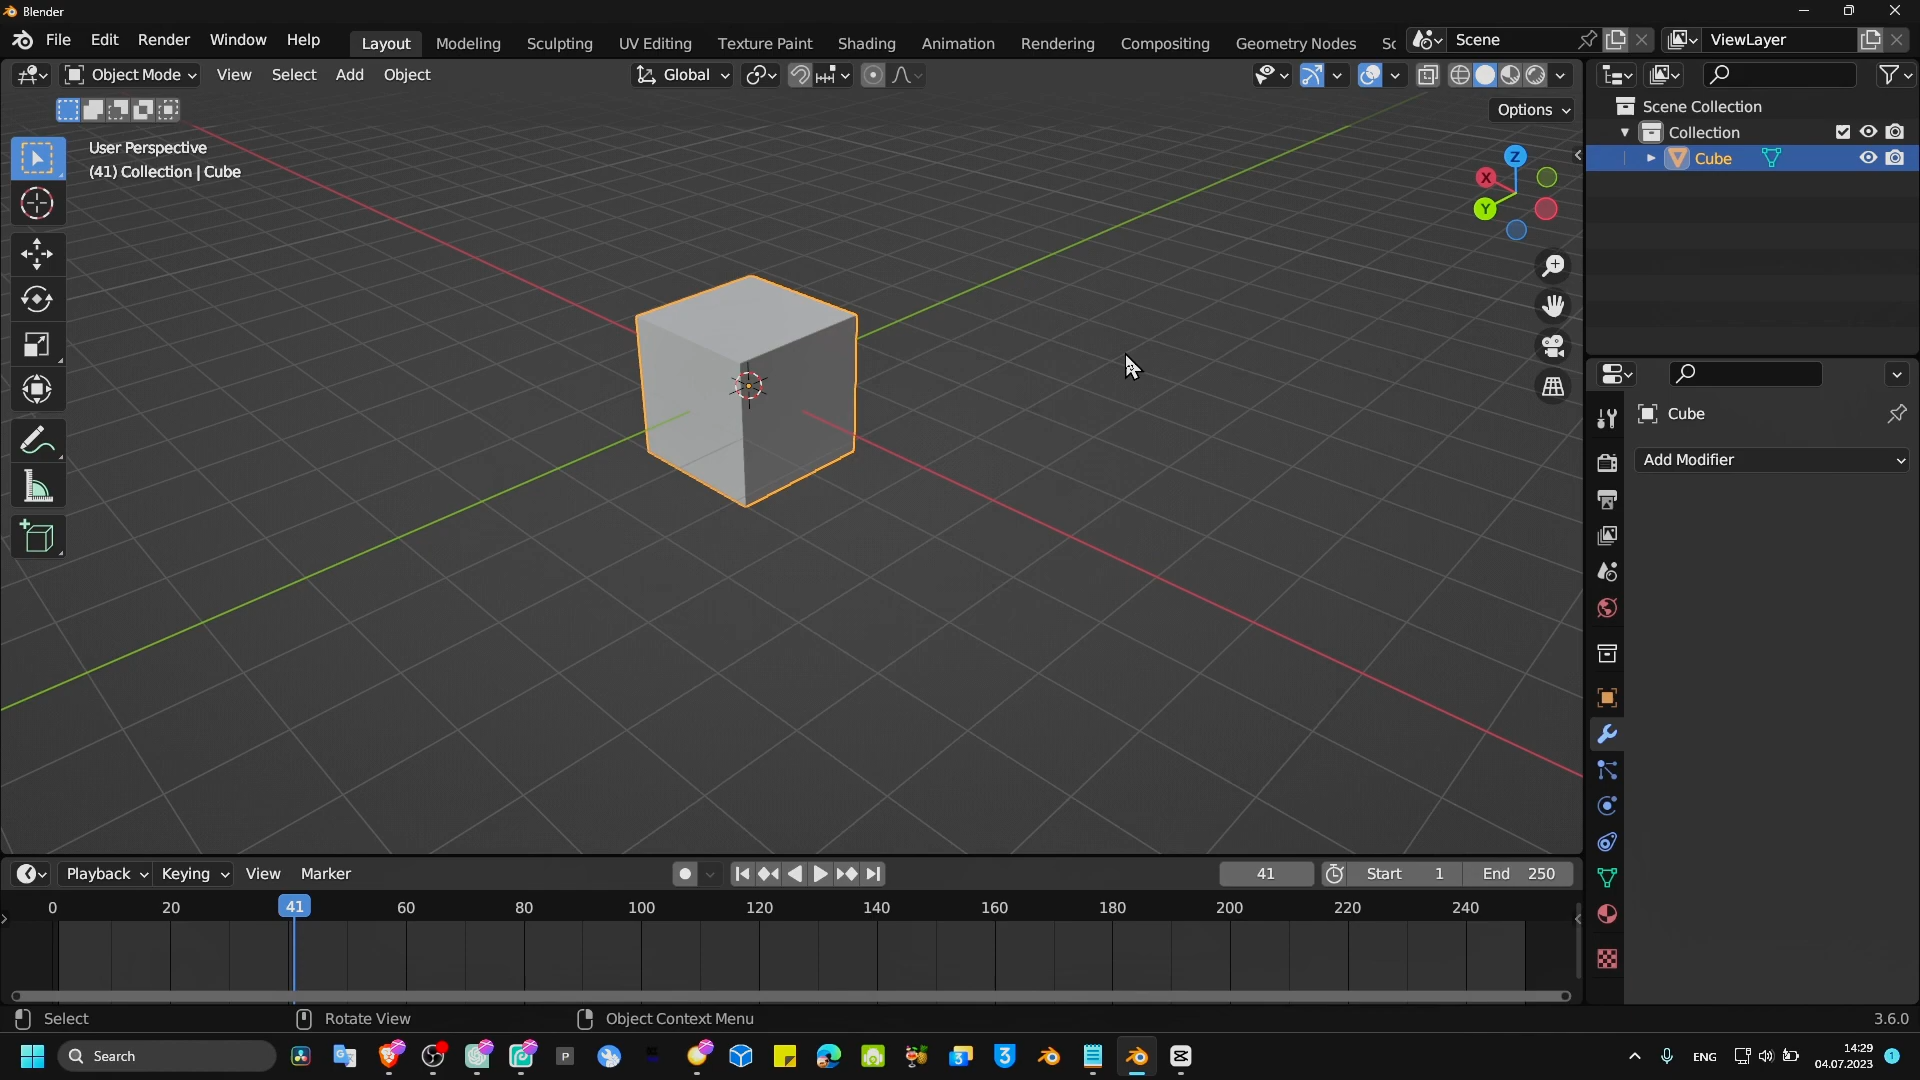 Blender
File Edit Render Window Help Layout Modeling Sculpting UV Editing Texture Paint Shading Animation Rendering Compositing Geometry Nodes Sc Scene ViewLayer
Object Mode View Select Add Object Global
Options
User Perspective
(41) Collection | Cube
Z
X
Y
Scene Collection
Collection
Cube
Cube
Add Modifier
Playback Keying View Marker 41 Start 1 End 250
0 20 41 60 80 100 120 140 160 180 200 220 240
Select Rotate View Object Context Menu 3.6.0
Search ENG 14:29
04.07.2023 1